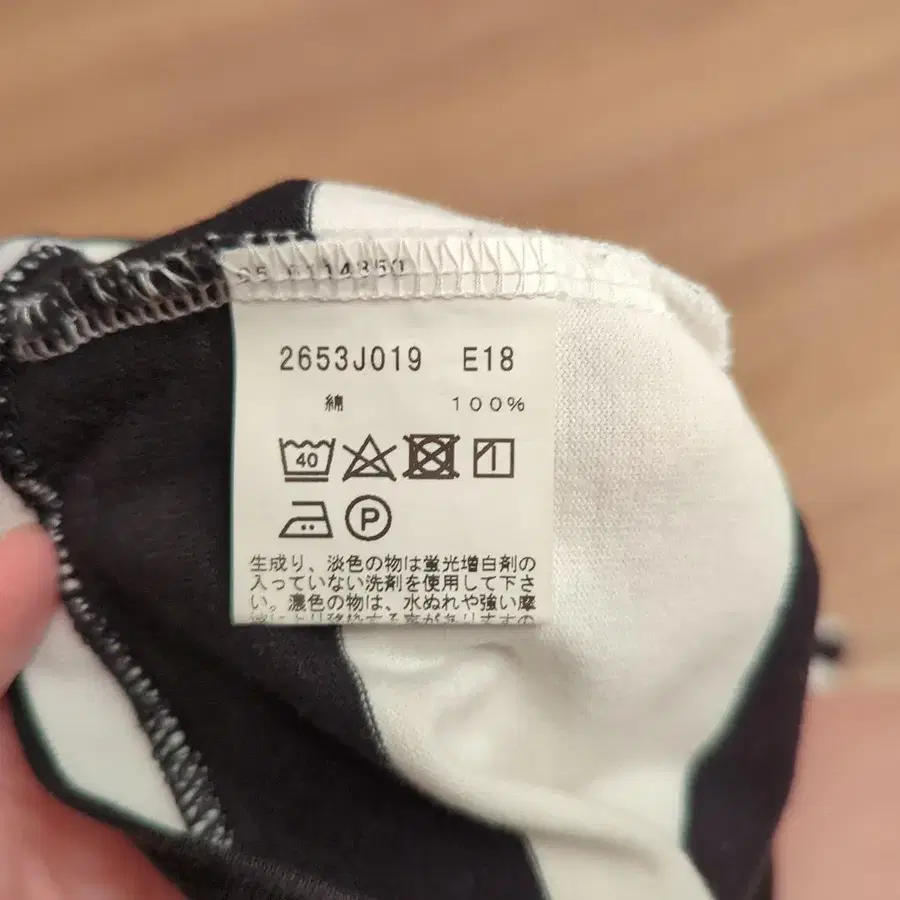 2653J019 E18
綿 100%
40
P
生成り、淡色の物は蛍光増白剤の
入っていない洗剤を使用して下さ
い。濃色の物は、水ぬれや強い摩